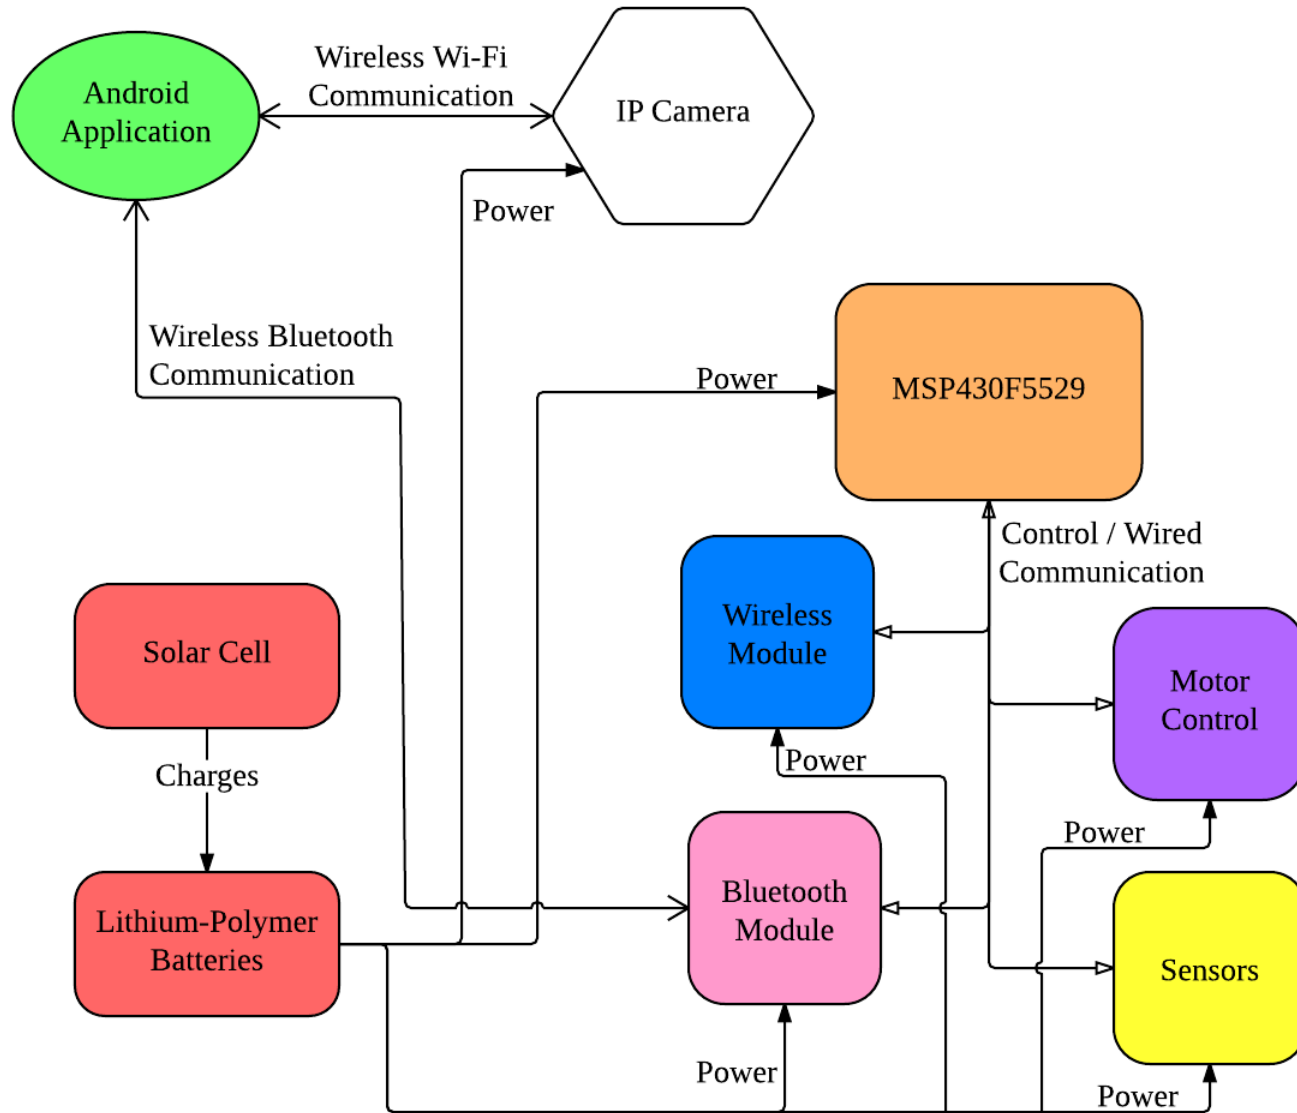 Android
Application
Wireless Wi-Fi
Communication
IP Camera
Power
Wireless Bluetooth
Communication
Power
MSP430F5529
Control / Wired
Communication
Solar Cell
Wireless
Module
Motor
Control
Charges
Power
Power
Lithium-Polymer
Batteries
Bluetooth
Module
Sensors
Power
Power